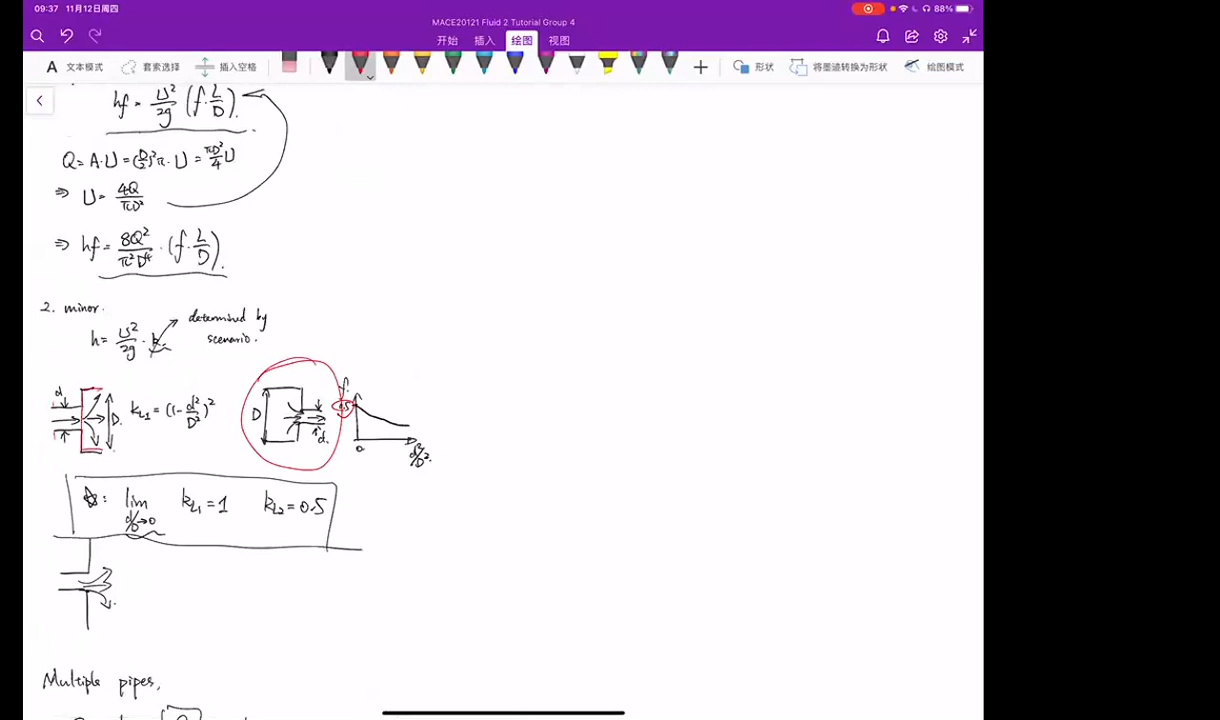 09:37 11月12日周四
88%
MACE20121 Fluid 2 Tutorial Group 4
开始 插入 绘图 视图
文本模式 套索选择 插入空格 形状 将墨迹转换为形状 绘图模式
hf = U²/2g (f · L/D).
Q = A·U = (D/2)²π · U = πD²/4 U
⇒ U = 4Q/πD²
⇒ hf = 8Q²/π²D⁴ · (f · L/D).
2. minor.
h = U²/2g · k determined by
scenario.
d D k_L1 = (1 - d²/D²)²
D d. f. 0.5 0 d²/D².
☆: lim d/D→0 k_L1 = 1 k_L2 = 0.5
Multiple pipes,